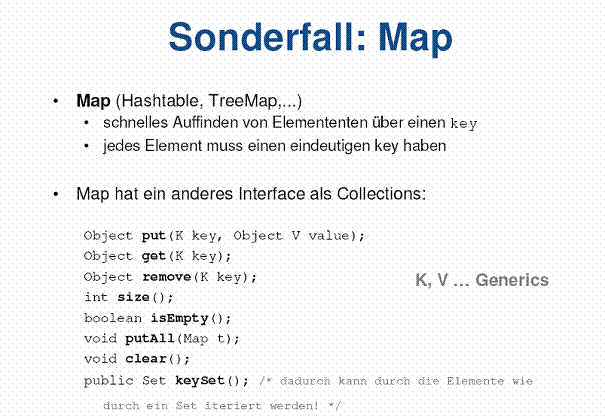 Sonderfall: Map
• Map (Hashtable, TreeMap,...)
• schnelles Auffinden von Elemententen über einen key
• jedes Element muss einen eindeutigen key haben
• Map hat ein anderes Interface als Collections:
Object put(K key, Object V value);
Object get(K key);
Object remove(K key);
K, V ... Generics
int size();
boolean isEmpty();
void putAll(Map t);
void clear();
public Set keySet(); /* dadurch kann durch die Elemente wie
durch ein Set iteriert werden! */